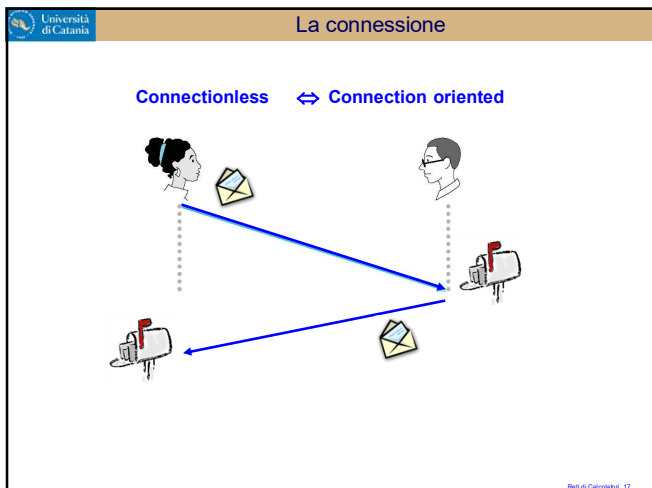 Università
di Catania
La connessione
Connectionless ⇔ Connection oriented
Reti di Calcolatori 17